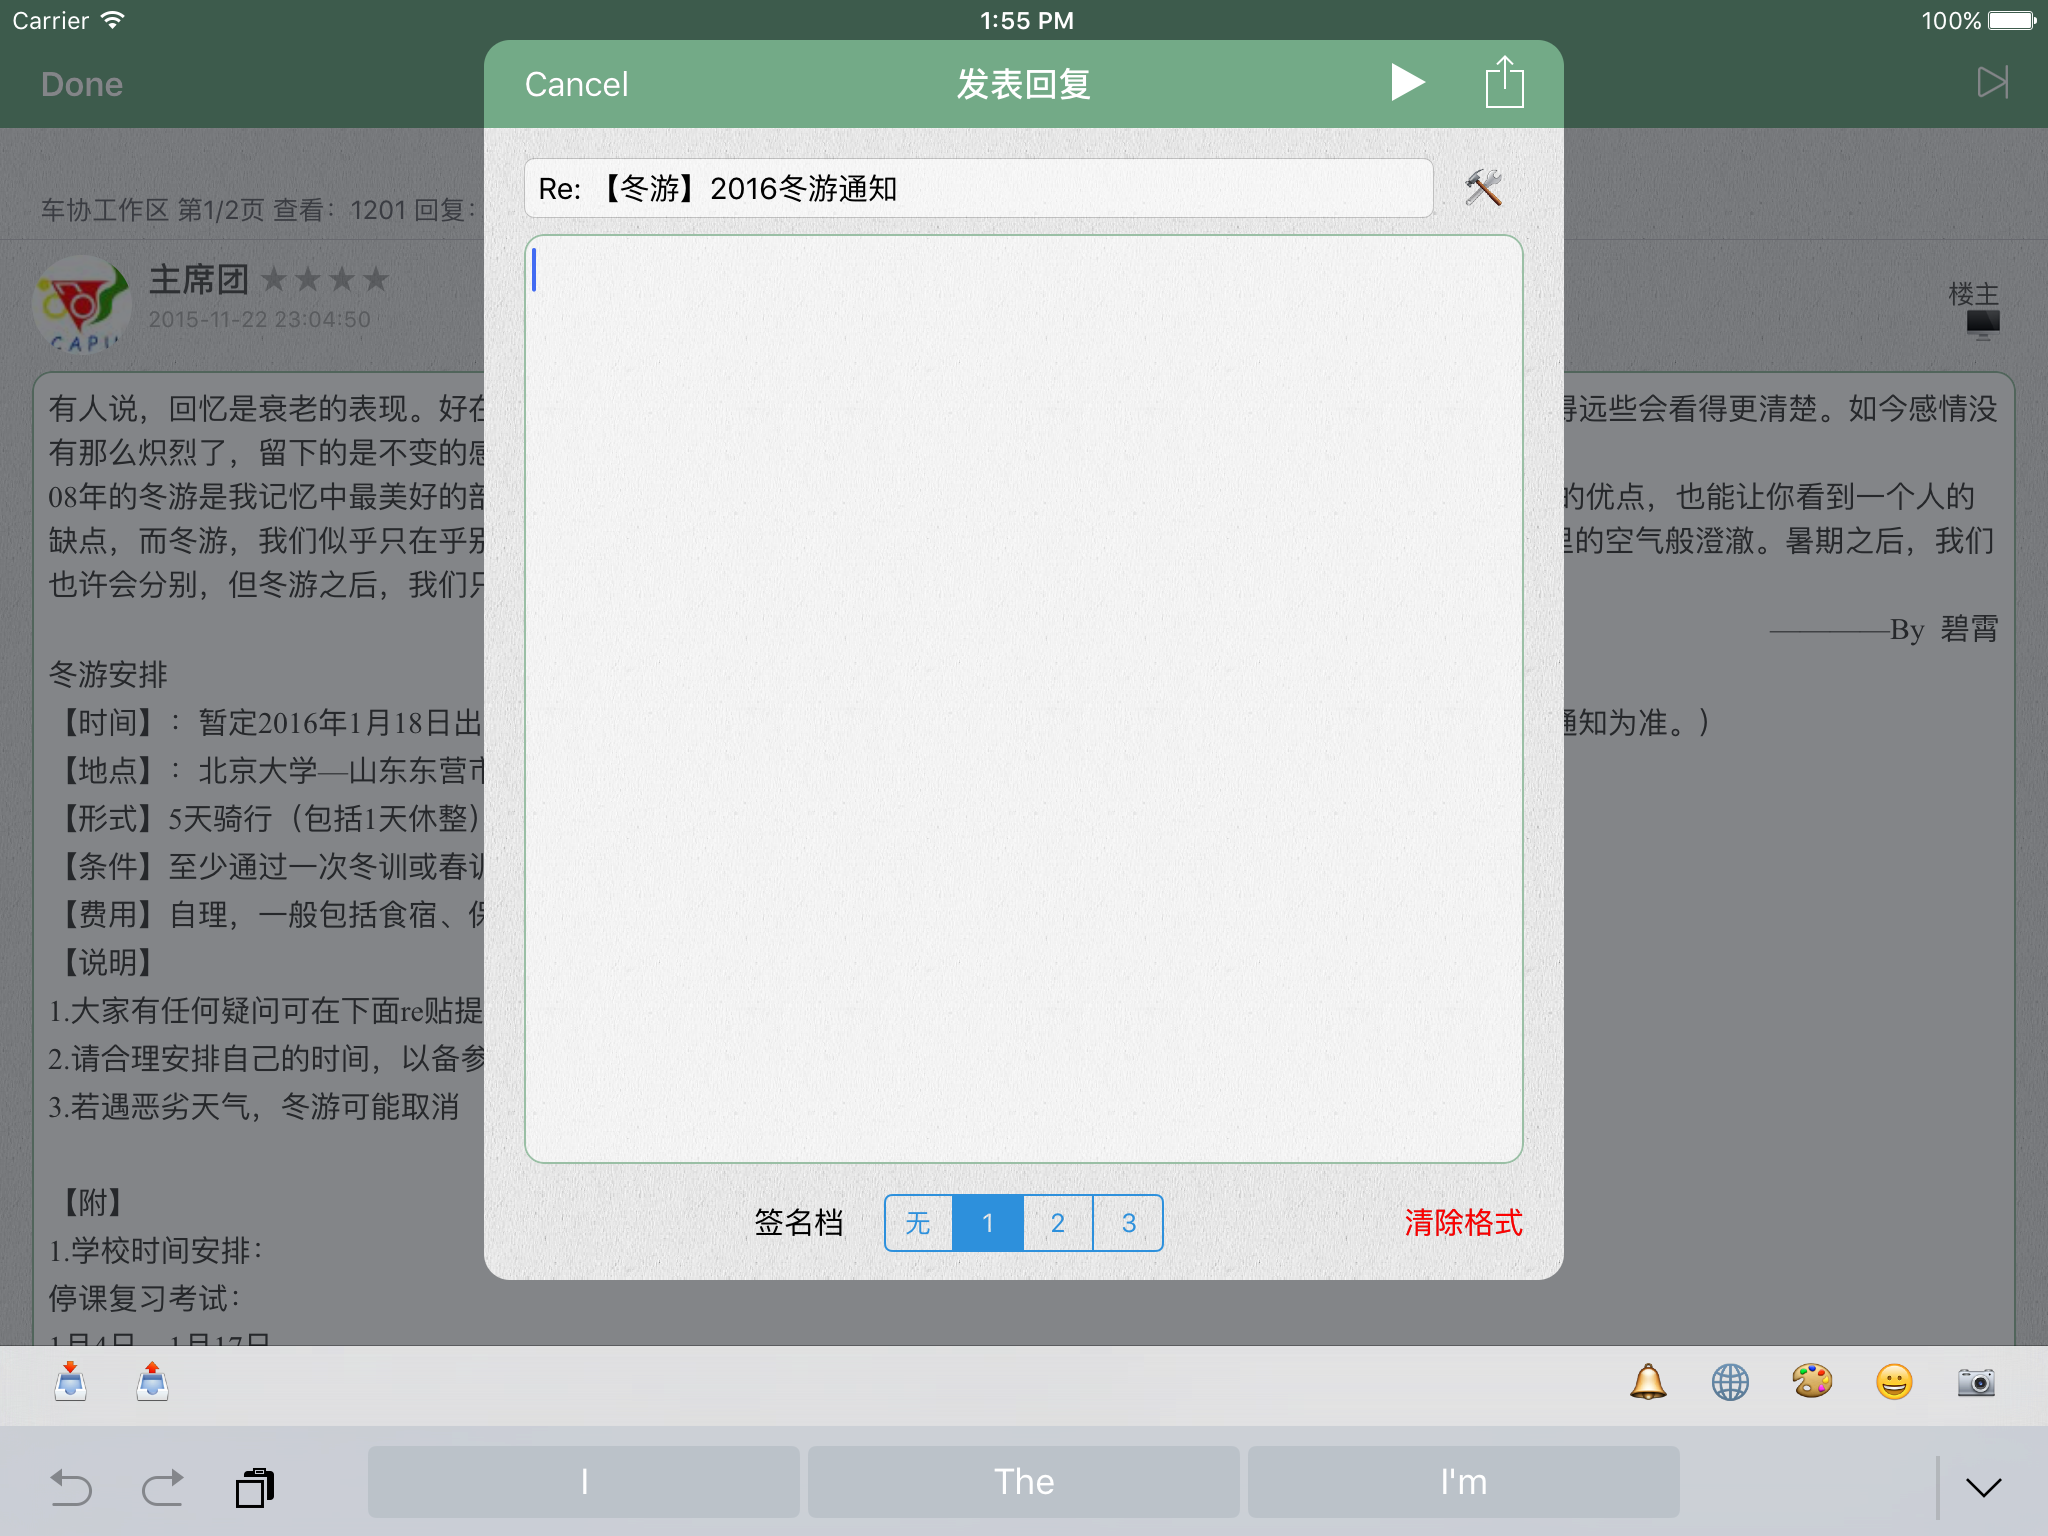 Carrier
1:55 PM
100%
Done
Cancel
发表回复
Re: 【冬游】2016冬游通知
车协工作区 第1/2页 查看：1201 回复：
主席团 ★★★★
2015-11-22 23:04:50
楼主
CAPU
有人说，回忆是衰老的表现。好在
得远些会看得更清楚。如今感情没
有那么炽烈了，留下的是不变的感
08年的冬游是我记忆中最美好的部
的优点，也能让你看到一个人的
缺点，而冬游，我们似乎只在乎别
里的空气般澄澈。暑期之后，我们
也许会分别，但冬游之后，我们只
————By 碧霄
冬游安排
【时间】：暂定2016年1月18日出
通知为准。）
【地点】：北京大学—山东东营市
【形式】5天骑行（包括1天休整）
【条件】至少通过一次冬训或春训
【费用】自理，一般包括食宿、保
【说明】
1.大家有任何疑问可在下面re贴提
2.请合理安排自己的时间，以备参
3.若遇恶劣天气，冬游可能取消
【附】
1.学校时间安排：
停课复习考试：
1月4日—1月17日
签名档
无
1
2
3
清除格式
I
The
I'm